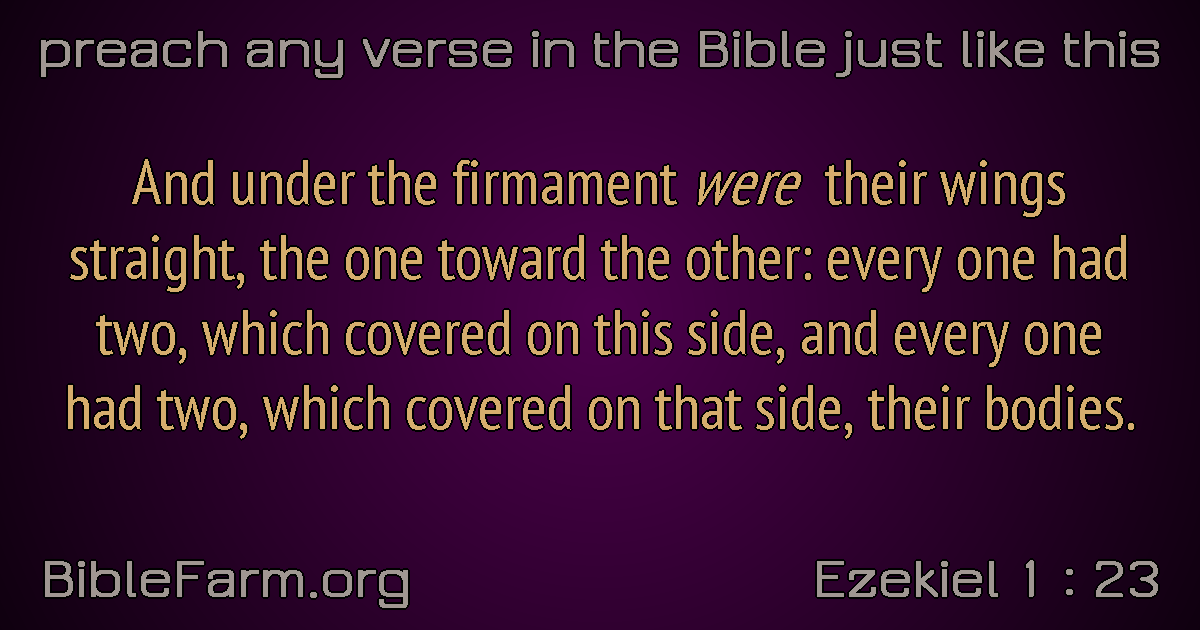 preach any verse in the Bible just like this
And under the firmament were their wings
straight, the one toward the other: every one had
two, which covered on this side, and every one
had two, which covered on that side, their bodies.
BibleFarm.org
Ezekiel 1 : 23